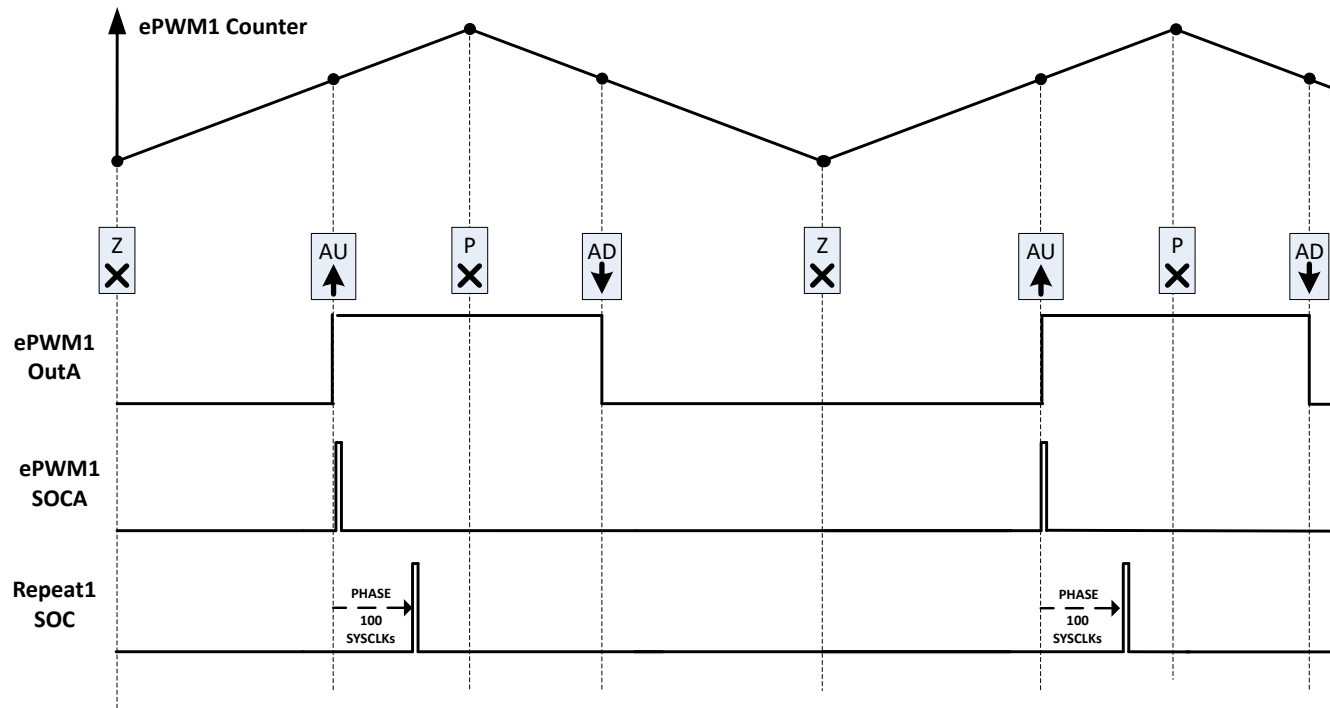 ePWM1 Counter
Z
AU
P
AD
Z
AU
P
AD
ePWM1
OutA
ePWM1
SOCA
Repeat1
SOC
PHASE
100
SYSCLKs
PHASE
100
SYSCLKs